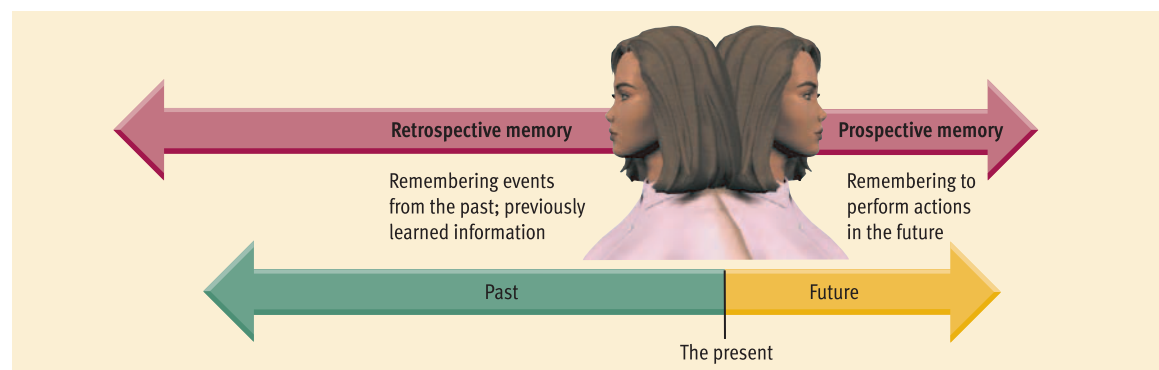 Retrospective memory
Prospective memory
Remembering events
from the past; previously
learned information
Remembering to
perform actions
in the future
Past
Future
The present